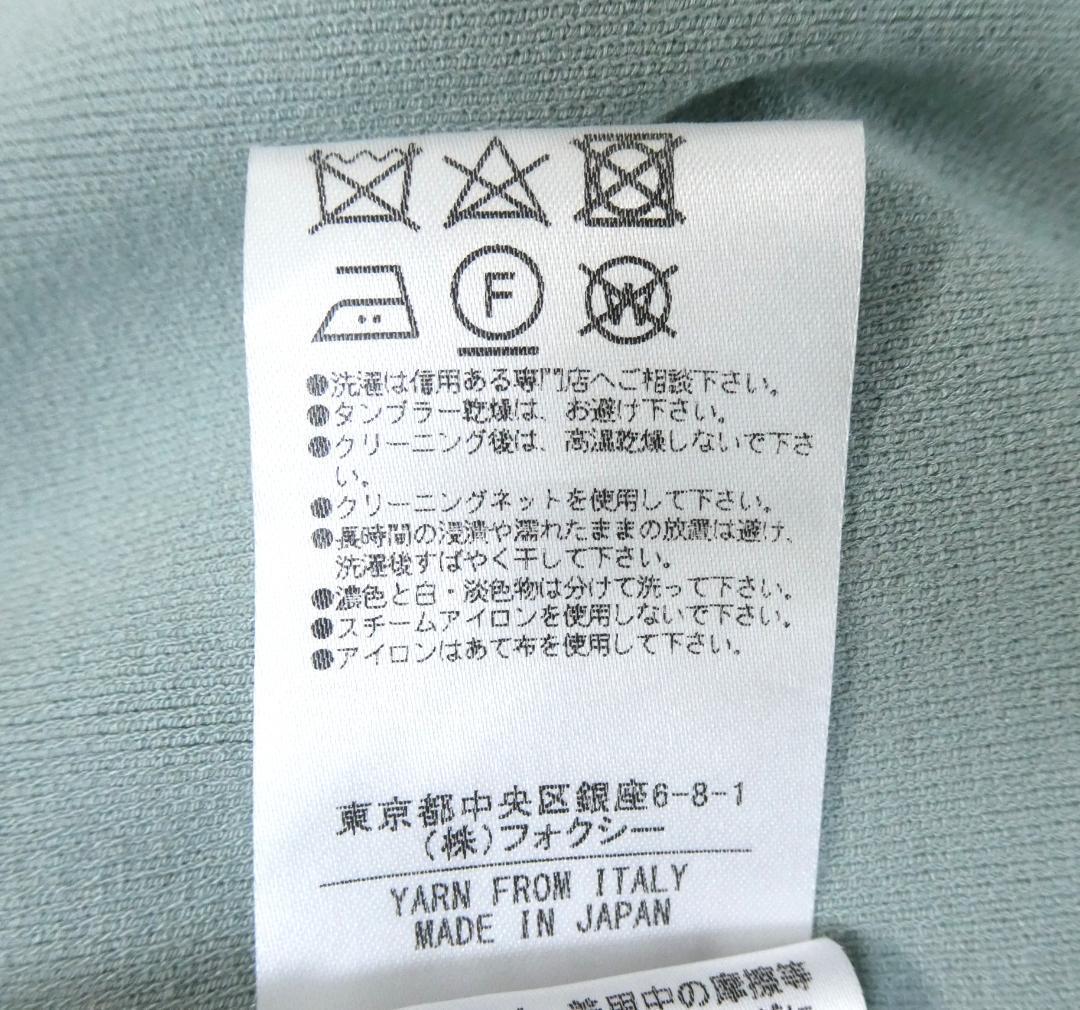 F
W
●洗濯は信用ある専門店へご相談下さい。
●タンブラー乾燥は、お避け下さい。
●クリーニング後は、高温乾燥しないで下さ
い。
●クリーニングネットを使用して下さい。
●長時間の浸漬や濡れたままの放置は避け、
洗濯後すばやく干して下さい。
●濃色と白・淡色物は分けて洗って下さい。
●スチームアイロンを使用しないで下さい。
●アイロンはあて布を使用して下さい。
東京都中央区銀座6-8-1
(株)フォクシー
YARN FROM ITALY
MADE IN JAPAN
着用中の摩擦等